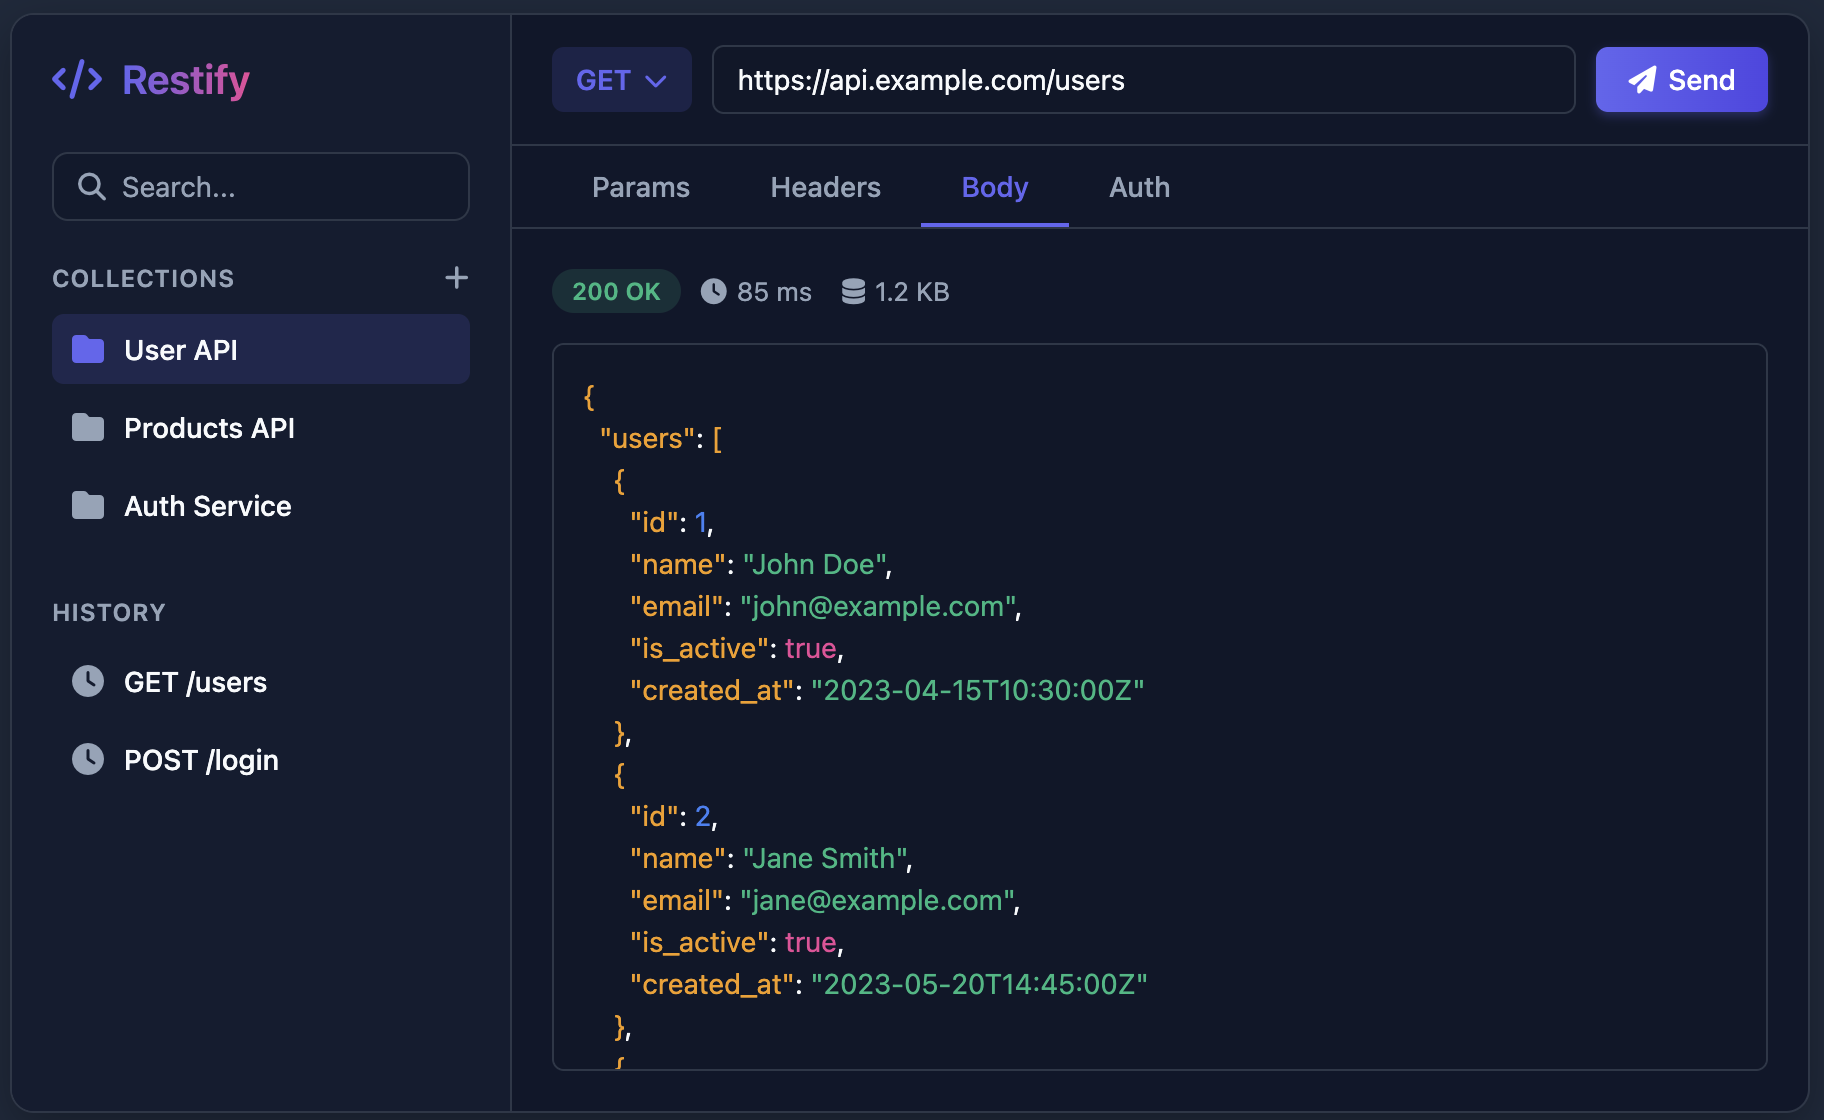 Restify
Search...
COLLECTIONS
User API
Products API
Auth Service
HISTORY
GET /users
POST /login
GET https://api.example.com/users Send
Params Headers Body Auth
200 OK 85 ms 1.2 KB
{
"users": [
{
"id": 1,
"name": "John Doe",
"email": "john@example.com",
"is_active": true,
"created_at": "2023-04-15T10:30:00Z"
},
{
"id": 2,
"name": "Jane Smith",
"email": "jane@example.com",
"is_active": true,
"created_at": "2023-05-20T14:45:00Z"
},
{